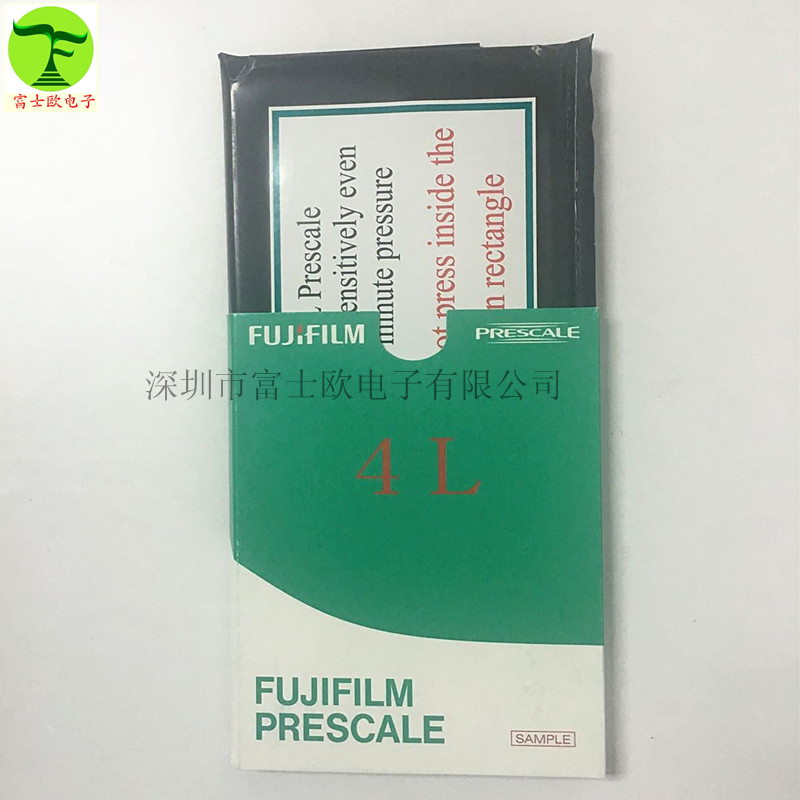 富士欧电子
Prescale
ensitively even
minute pressure
press inside the
rectangle
FUJIFILM
PRESCALE
深圳市富士欧电子有限公司
4 L
FUJIFILM
PRESCALE
SAMPLE